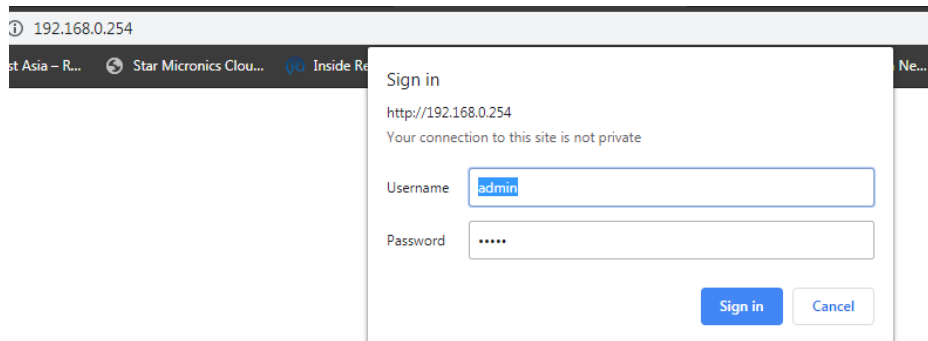 192.168.0.254
st Asia – R... Star Micronics Clou... Inside Re Ne...
Sign in
http://192.168.0.254
Your connection to this site is not private
Username admin
Password •••••
Sign in Cancel